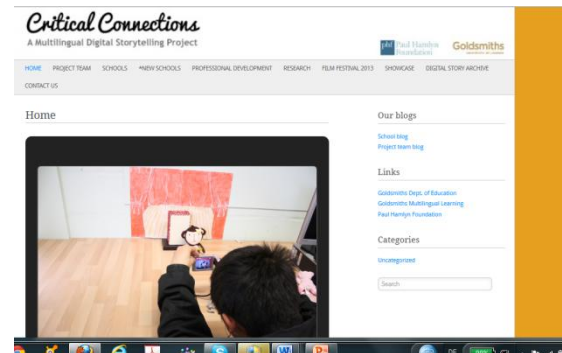 Critical Connections
A Multilingual Digital Storytelling Project
Paul Hamlyn
Foundation
Goldsmiths
HOME PROJECT TEAM SCHOOLS *NEW SCHOOLS PROFESSIONAL DEVELOPMENT RESEARCH FILM FESTIVAL 2013 SHOWCASE DIGITAL STORY ARCHIVE
CONTACT US
Home
Our blogs
School blog
Project team blog
Links
Goldsmiths Dept. of Education
Goldsmiths Multilingual Learning
Paul Hamlyn Foundation
Categories
Uncategorized
Search
DE